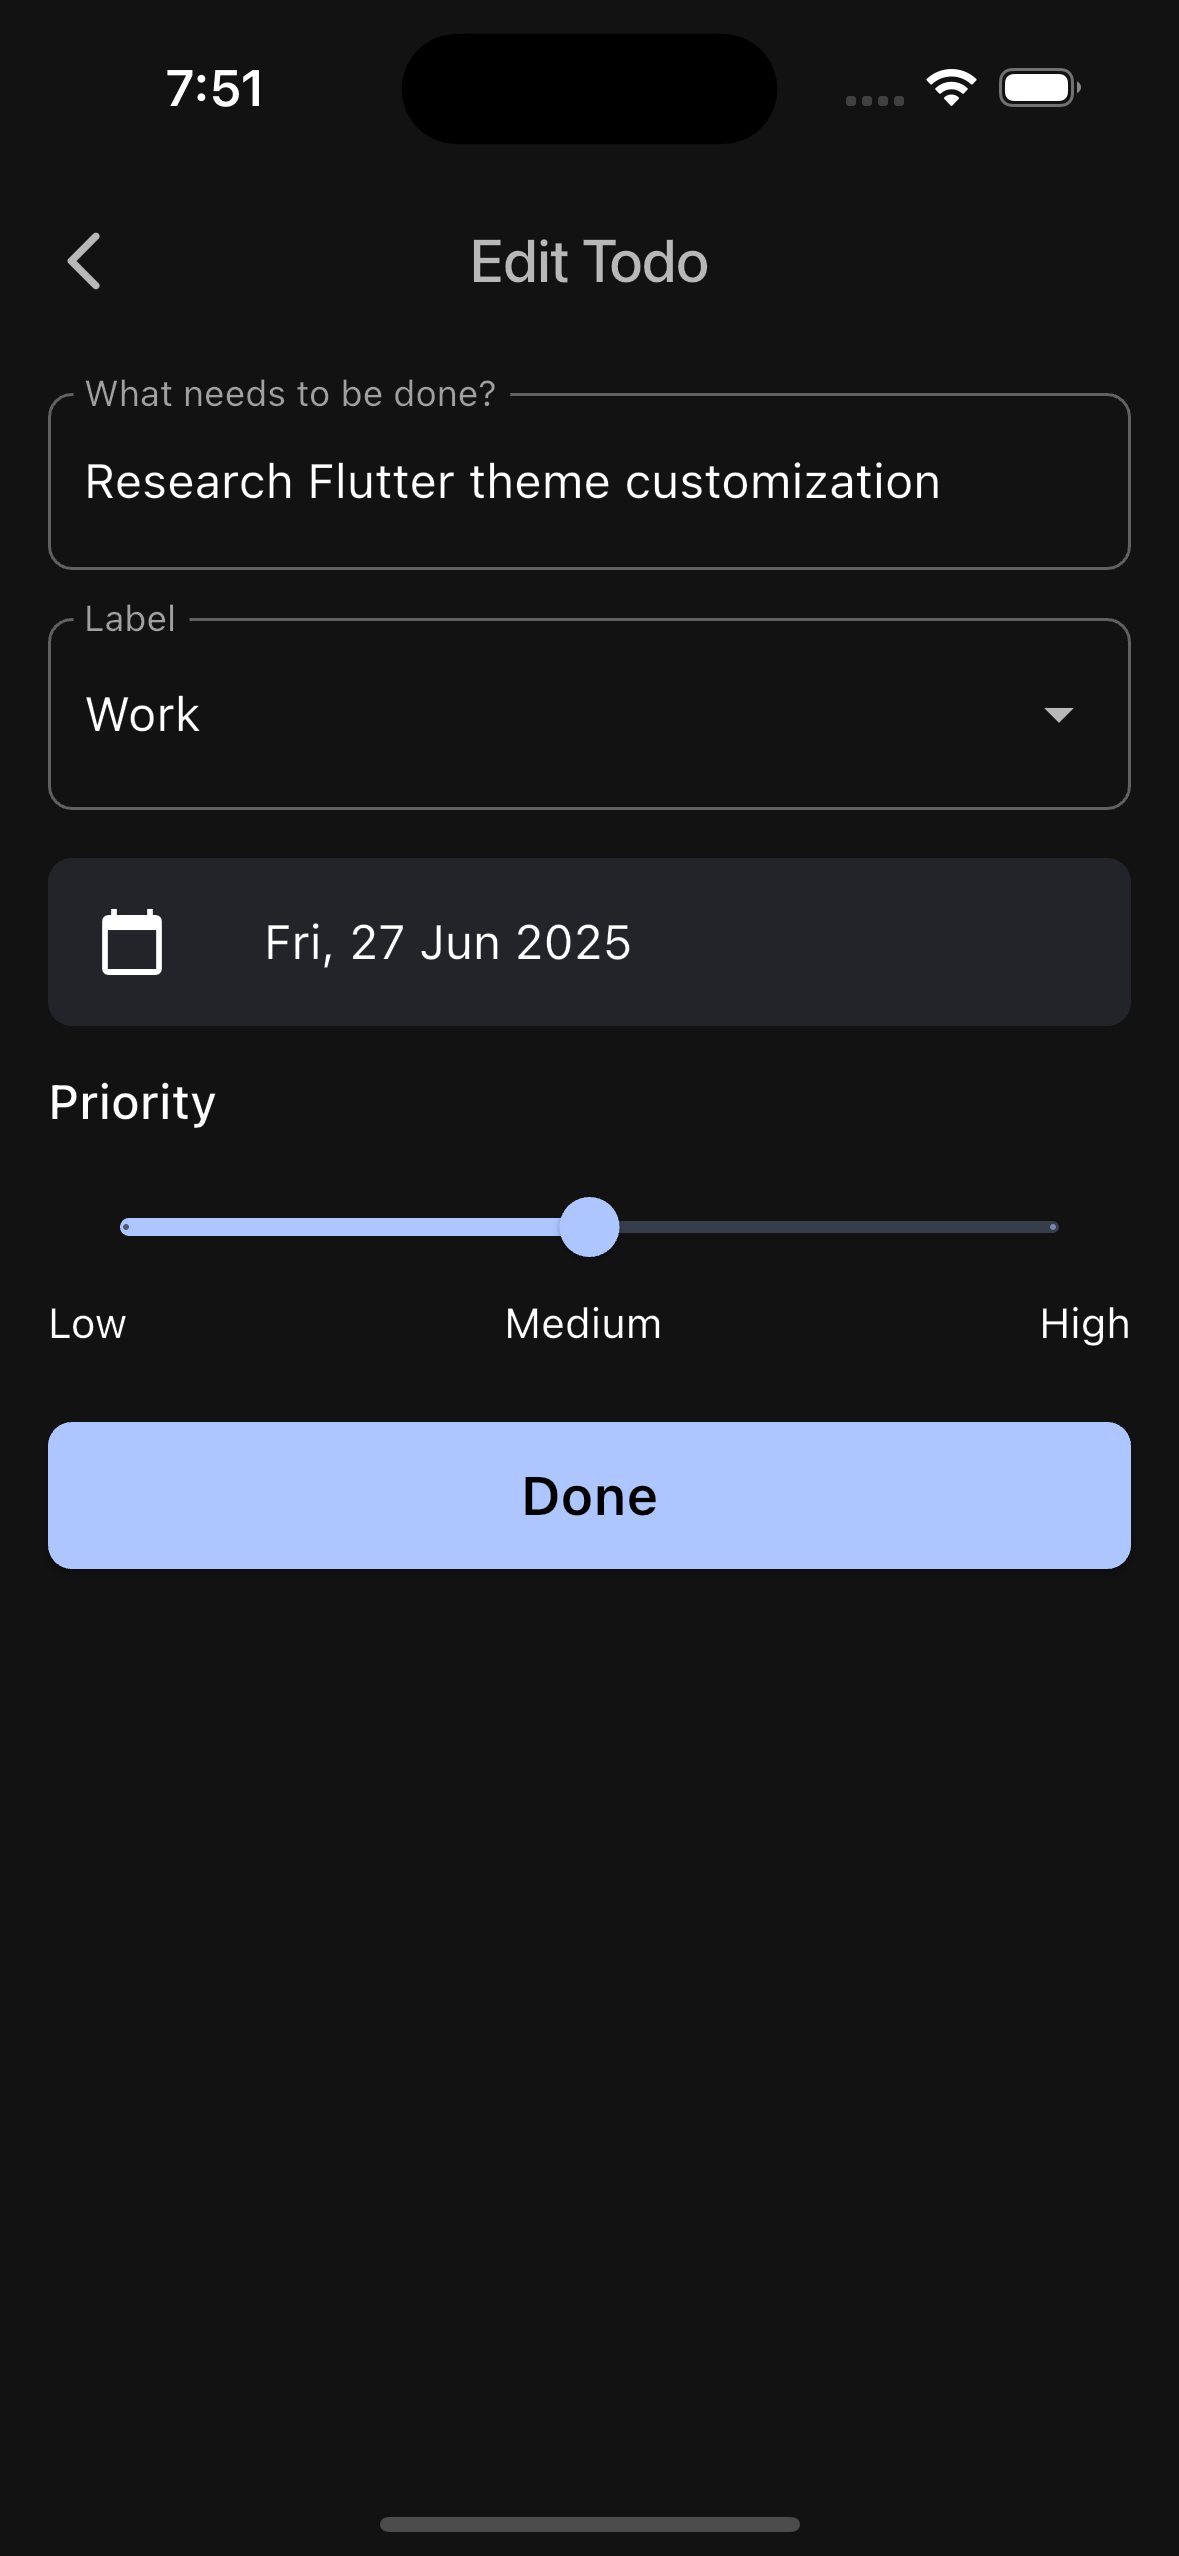 7:51
Edit Todo
What needs to be done?
Research Flutter theme customization
Label
Work
Fri, 27 Jun 2025
Priority
Low Medium High
Done